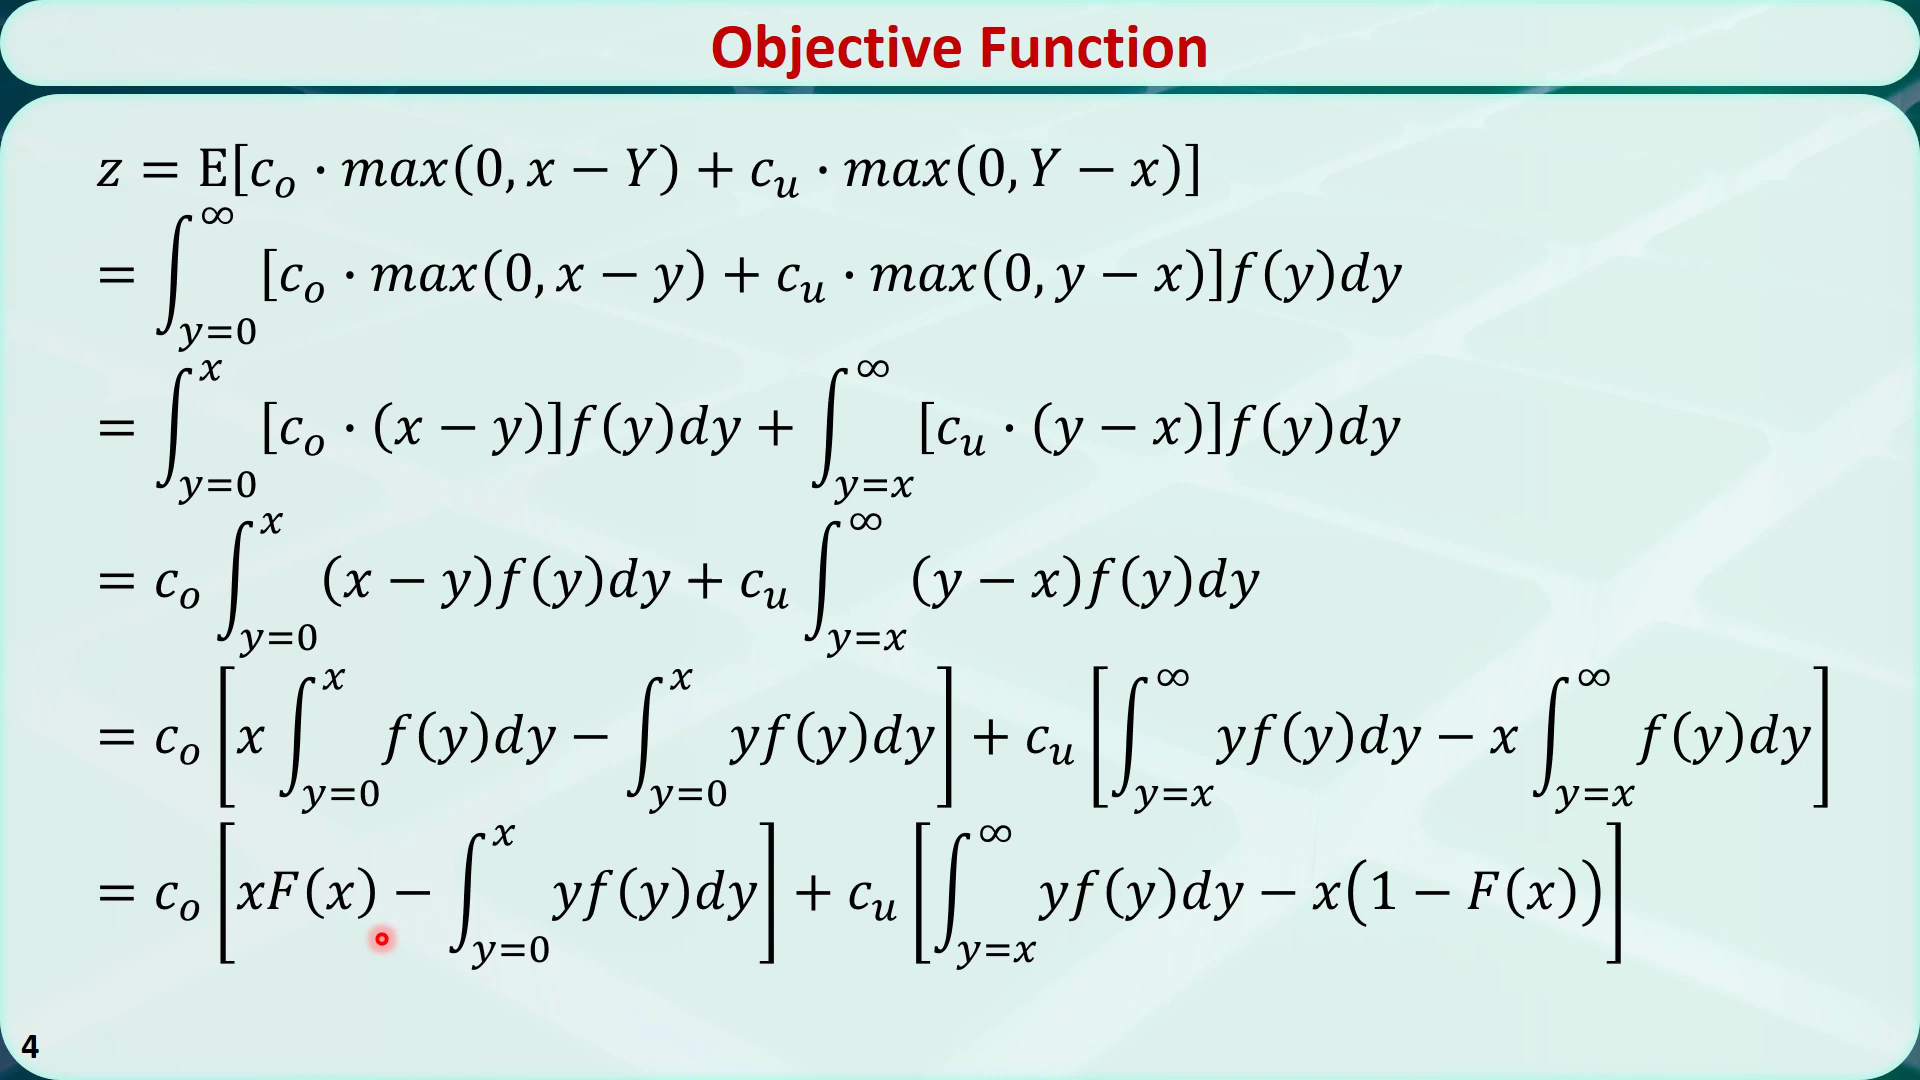 Objective Function
z = E[c_o · max(0, x − Y) + c_u · max(0, Y − x)]
= ∫_{y=0}^{∞} [c_o · max(0, x − y) + c_u · max(0, y − x)]f(y)dy
= ∫_{y=0}^{x} [c_o · (x − y)]f(y)dy + ∫_{y=x}^{∞} [c_u · (y − x)]f(y)dy
= c_o ∫_{y=0}^{x} (x − y)f(y)dy + c_u ∫_{y=x}^{∞} (y − x)f(y)dy
= c_o [x ∫_{y=0}^{x} f(y)dy − ∫_{y=0}^{x} yf(y)dy] + c_u [∫_{y=x}^{∞} yf(y)dy − x ∫_{y=x}^{∞} f(y)dy]
= c_o [xF(x) − ∫_{y=0}^{x} yf(y)dy] + c_u [∫_{y=x}^{∞} yf(y)dy − x(1 − F(x))]
4